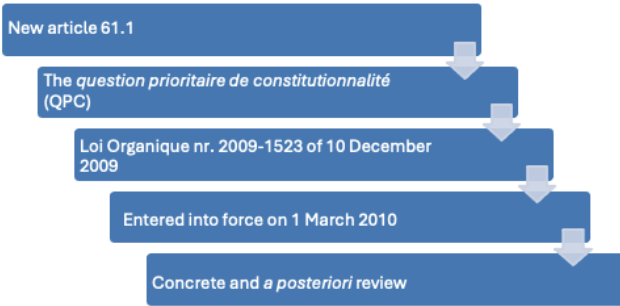 New article 61.1
The question prioritaire de constitutionnalité
(QPC)
Loi Organique nr. 2009-1523 of 10 December
2009
Entered into force on 1 March 2010
Concrete and a posteriori review